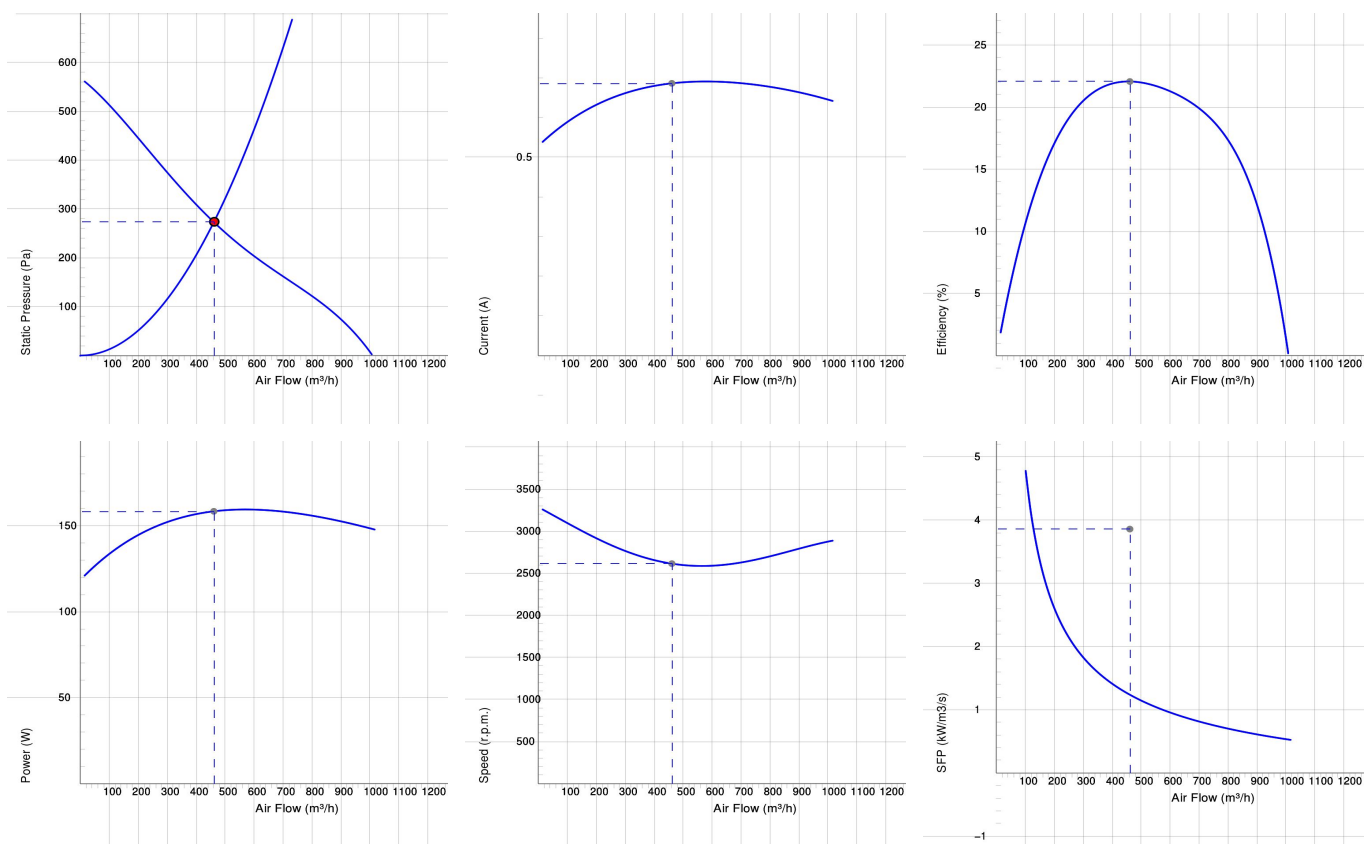 600
500
400
300
200
100
Static Pressure (Pa)
100 200 300 400 500 600 700 800 900 1000 1100 1200
Air Flow (m³/h)
0.5
Current (A)
100 200 300 400 500 600 700 800 900 1000 1100 1200
Air Flow (m³/h)
25
20
15
10
5
Efficiency (%)
100 200 300 400 500 600 700 800 900 1000 1100 1200
Air Flow (m³/h)
150
100
50
Power (W)
100 200 300 400 500 600 700 800 900 1000 1100 1200
Air Flow (m³/h)
3500
3000
2500
2000
1500
1000
500
Speed (r.p.m.)
100 200 300 400 500 600 700 800 900 1000 1100 1200
Air Flow (m³/h)
5
4
3
2
1
−1
SFP (kW/m3/s)
100 200 300 400 500 600 700 800 900 1000 1100 1200
Air Flow (m³/h)